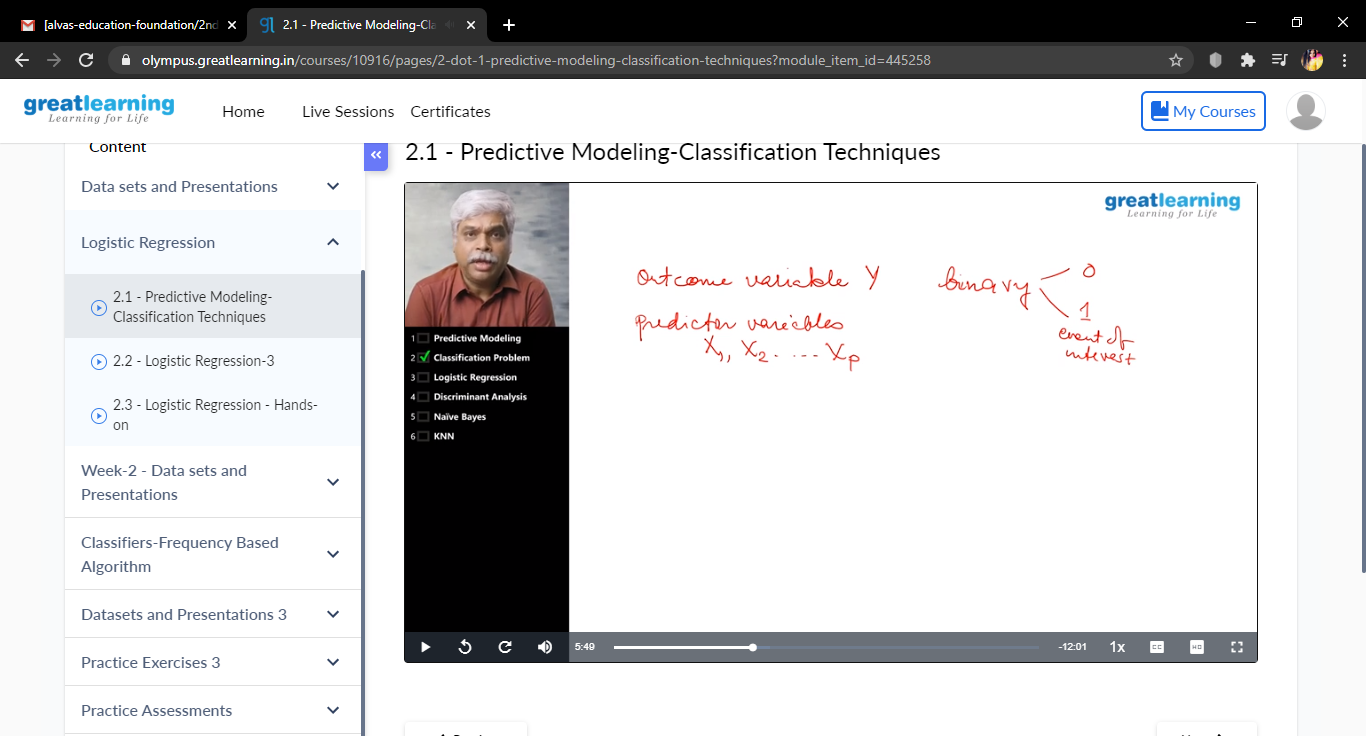 [alvas-education-foundation/2nd
2.1 - Predictive Modeling-Cla
olympus.greatlearning.in/courses/10916/pages/2-dot-1-predictive-modeling-classification-techniques?module_item_id=445258
greatlearning
Learning for Life
Home
Live Sessions
Certificates
My Courses
Content
Data sets and Presentations
Logistic Regression
2.1 - Predictive Modeling-
Classification Techniques
2.2 - Logistic Regression-3
2.3 - Logistic Regression - Hands-
on
Week-2 - Data sets and
Presentations
Classifiers-Frequency Based
Algorithm
Datasets and Presentations 3
Practice Exercises 3
Practice Assessments
2.1 - Predictive Modeling-Classification Techniques
1 Predictive Modeling
2 Classification Problem
3 Logistic Regression
4 Discriminant Analysis
5 Naïve Bayes
6 KNN
greatlearning
Learning for Life
outcome variable Y
predictor variables
X1, X2 .... Xp
binary
0
1
event of
interest
5:49
-12:01
1x
CC
HD